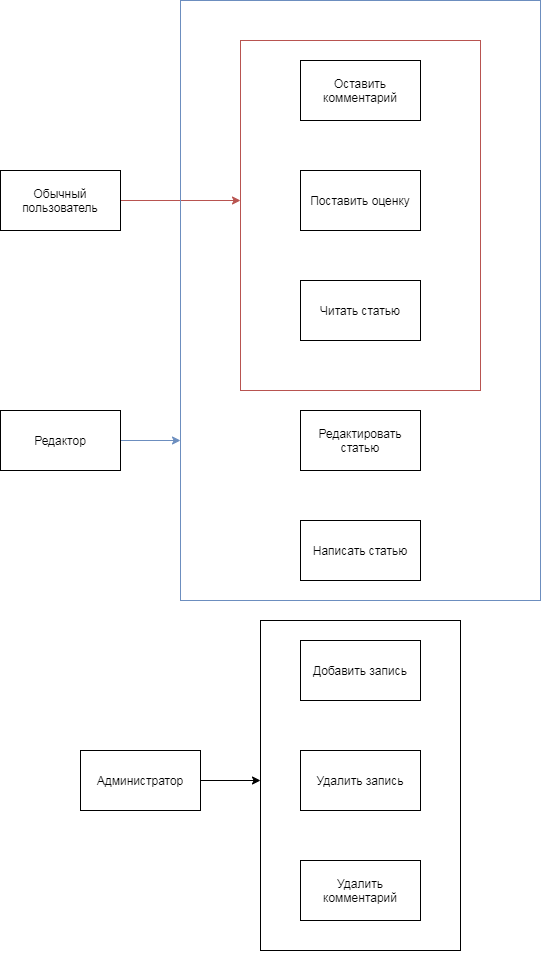 Оставить
комментарий
Обычный
пользователь
Поставить оценку
Читать статью
Редактор
Редактировать
статью
Написать статью
Добавить запись
Администратор
Удалить запись
Удалить
комментарий